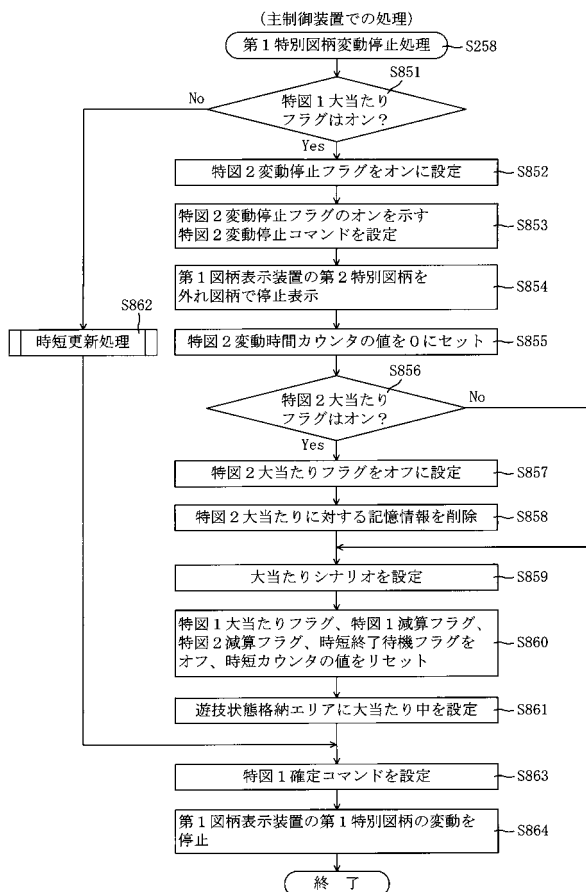 (主制御装置での処理)
第1特別図柄変動停止処理
S258
S851
特図1大当たり
フラグはオン?
No
Yes
特図2変動停止フラグをオンに設定
S852
特図2変動停止フラグのオンを示す
特図2変動停止コマンドを設定
S853
第1図柄表示装置の第2特別図柄を
外れ図柄で停止表示
S854
S862
時短更新処理
特図2変動時間カウンタの値を0にセット
S855
S856
特図2大当たり
フラグはオン?
No
Yes
特図2大当たりフラグをオフに設定
S857
特図2大当たりに対する記憶情報を削除
S858
大当たりシナリオを設定
S859
特図1大当たりフラグ、特図1減算フラグ、
特図2減算フラグ、時短終了待機フラグを
オフ、時短カウンタの値をリセット
S860
遊技状態格納エリアに大当たり中を設定
S861
特図1確定コマンドを設定
S863
第1図柄表示装置の第1特別図柄の変動を
停止
S864
終 了